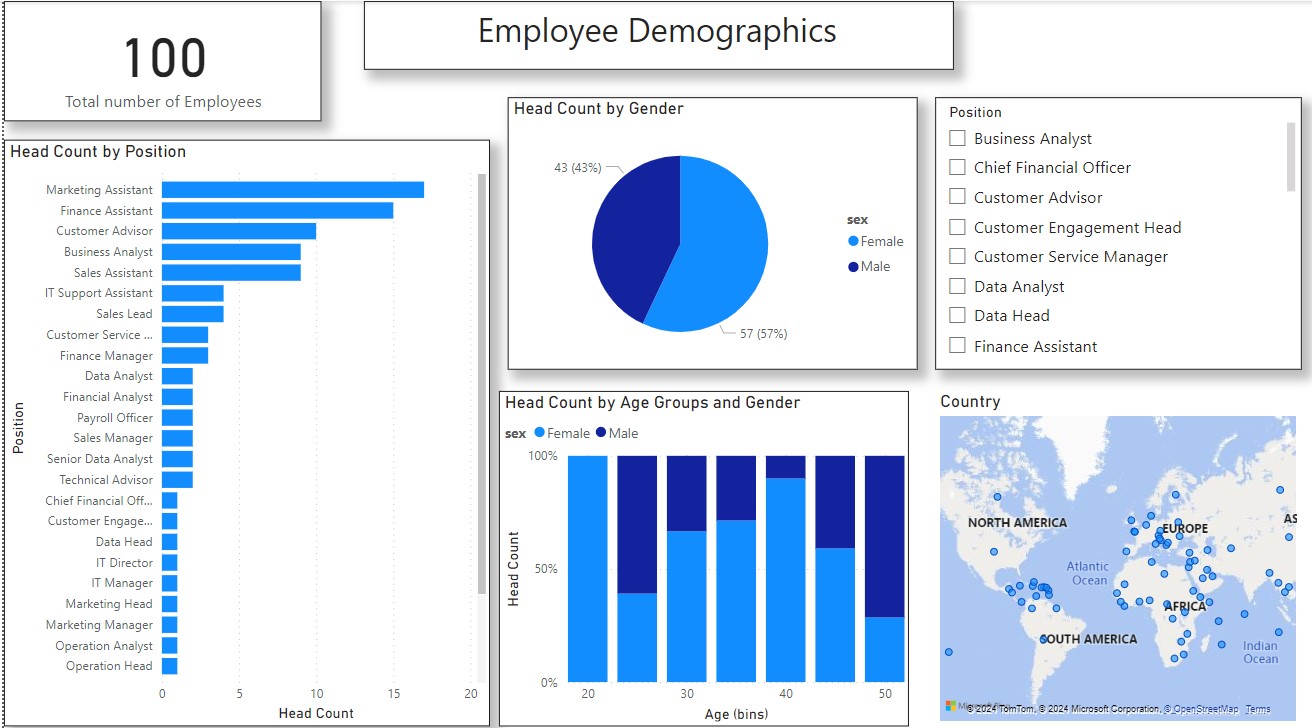 Employee Demographics
100
Total number of Employees
Head Count by Position
Position
Marketing Assistant
Finance Assistant
Customer Advisor
Business Analyst
Sales Assistant
IT Support Assistant
Sales Lead
Customer Service ...
Finance Manager
Data Analyst
Financial Analyst
Payroll Officer
Sales Manager
Senior Data Analyst
Technical Advisor
Chief Financial Off...
Customer Engage...
Data Head
IT Director
IT Manager
Marketing Head
Marketing Manager
Operation Analyst
Operation Head
0 5 10 15 20
Head Count
Head Count by Gender
43 (43%)
57 (57%)
sex
Female
Male
Head Count by Age Groups and Gender
sex Female Male
Head Count
100%
50%
0%
20 30 40 50
Age (bins)
Position
Business Analyst
Chief Financial Officer
Customer Advisor
Customer Engagement Head
Customer Service Manager
Data Analyst
Data Head
Finance Assistant
Country
NORTH AMERICA
EUROPE
AS
Atlantic
Ocean
AFRICA
SOUTH AMERICA
Indian
Ocean
© 2024 TomTom, © 2024 Microsoft Corporation, © OpenStreetMap Terms